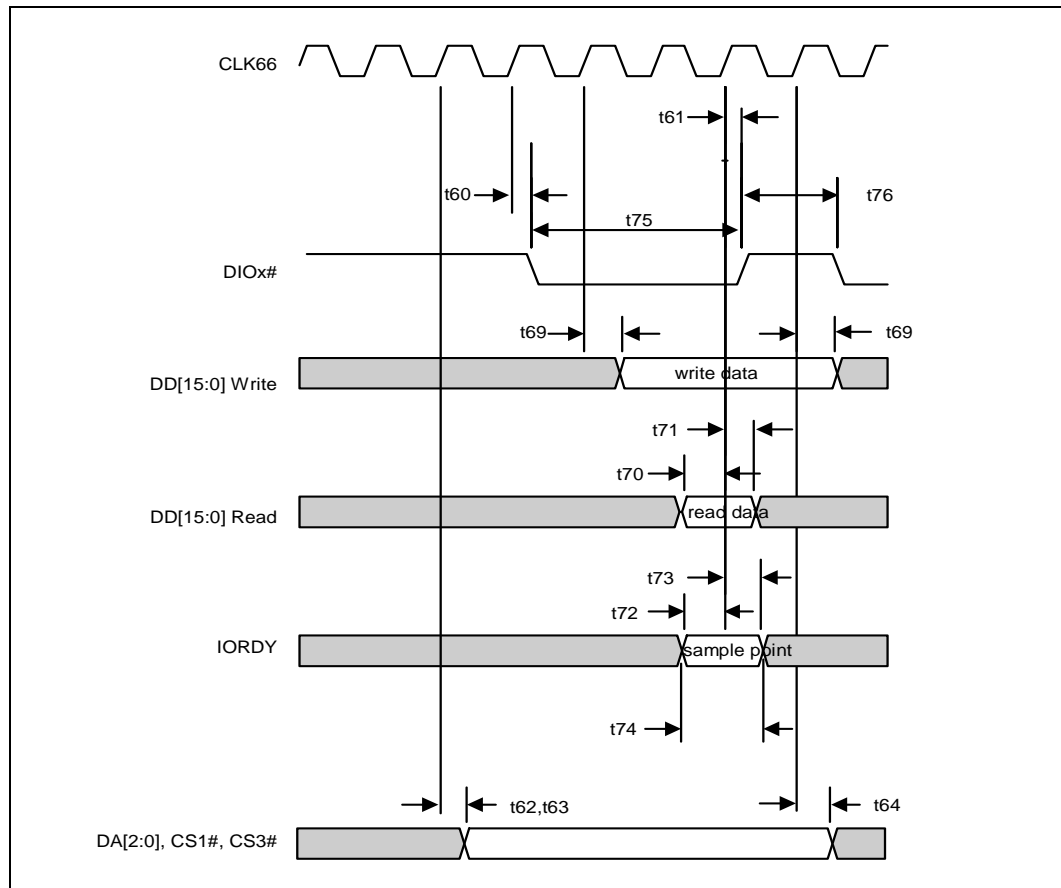 CLK66
t61
t60
t76
t75
DIOx#
t69
t69
DD[15:0] Write
write data
t71
t70
DD[15:0] Read
read data
t73
t72
IORDY
sample point
t74
t62,t63
t64
DA[2:0], CS1#, CS3#